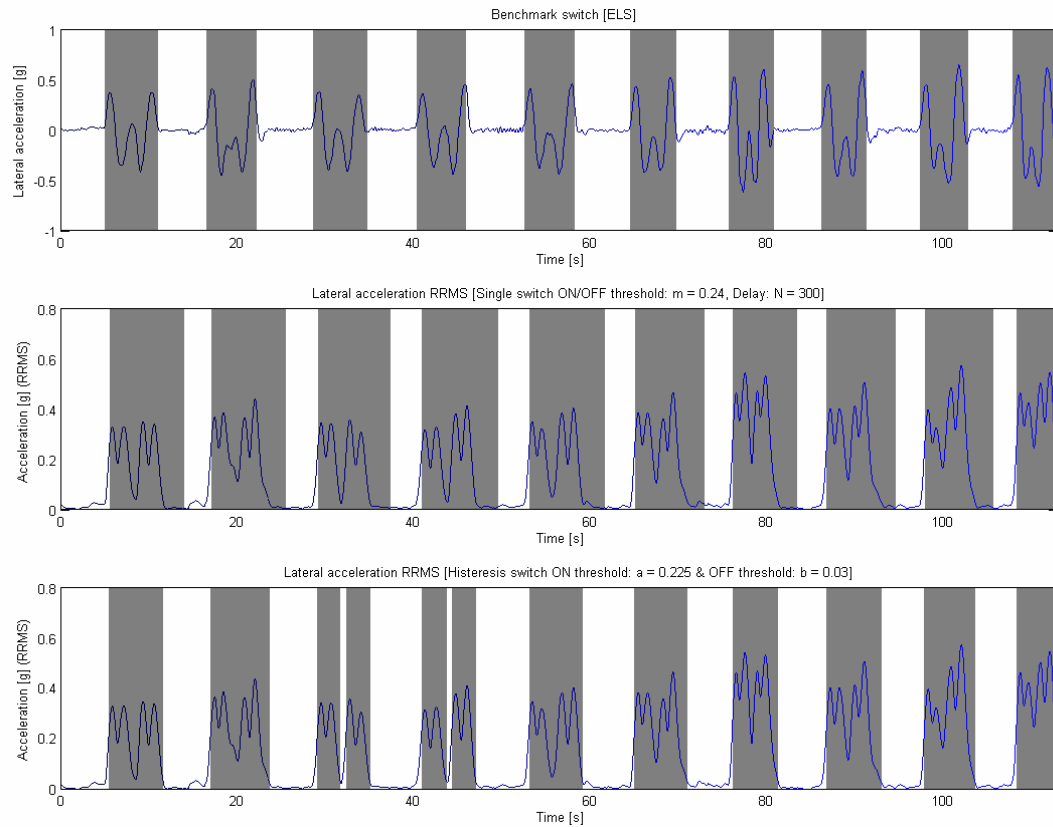 Benchmark switch [ELS]
1
0.5
0
-0.5
-1
Lateral acceleration [g]
0 20 40 60 80 100
Time [s]
Lateral acceleration RRMS [Single switch ON/OFF threshold: m = 0.24, Delay: N = 300]
0.8
0.6
0.4
0.2
0
Acceleration [g] (RRMS)
0 20 40 60 80 100
Time [s]
Lateral acceleration RRMS [Histeresis switch ON threshold: a = 0.225 & OFF threshold: b = 0.03]
0.8
0.6
0.4
0.2
0
Acceleration [g] (RRMS)
0 20 40 60 80 100
Time [s]